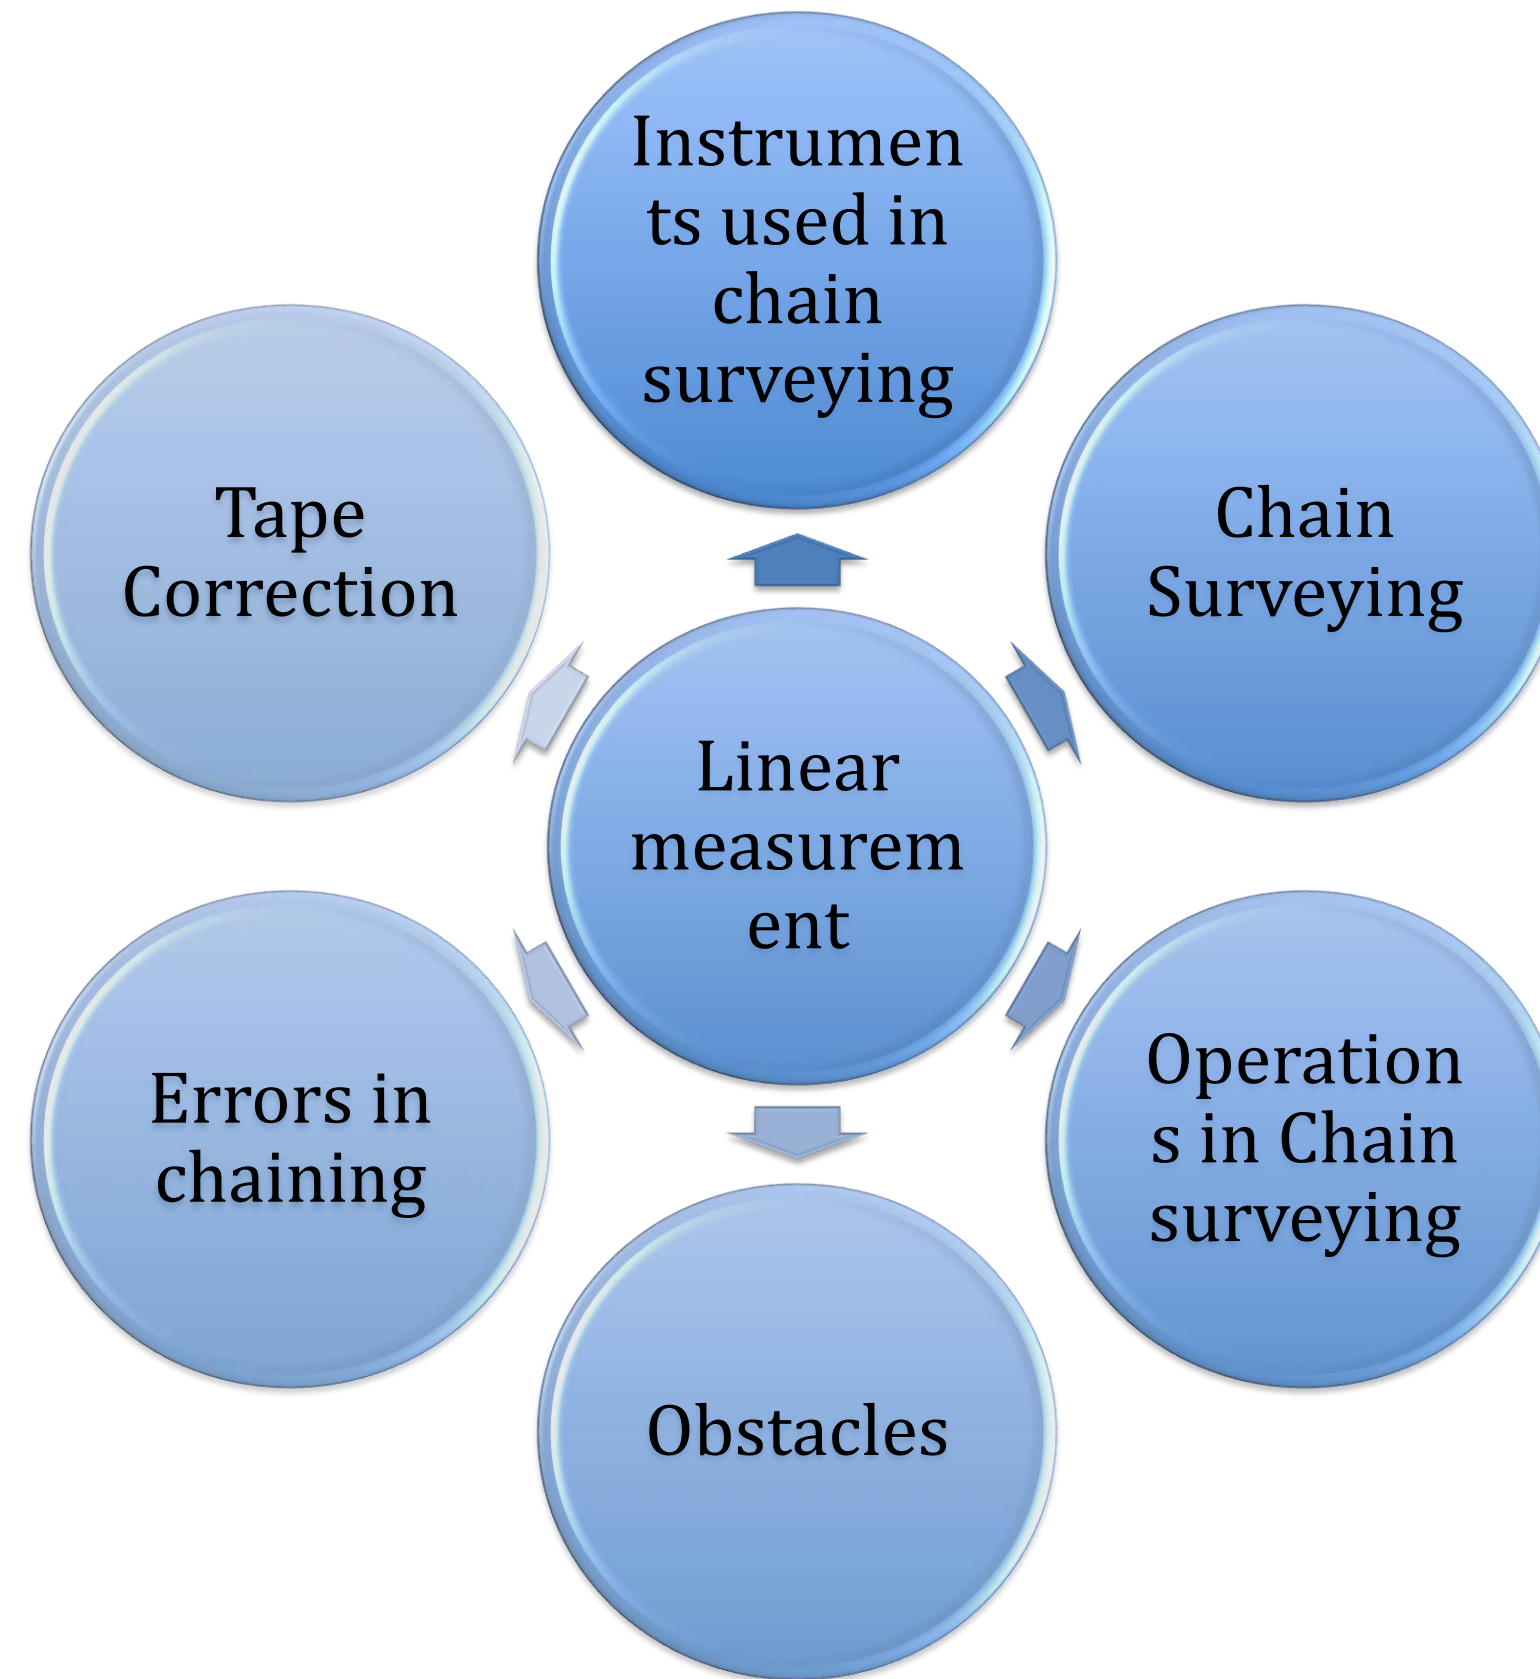 Instrumen
ts used in
chain
surveying
Chain
Surveying
Operation
s in Chain
surveying
Obstacles
Errors in
chaining
Tape
Correction
Linear
measurem
ent